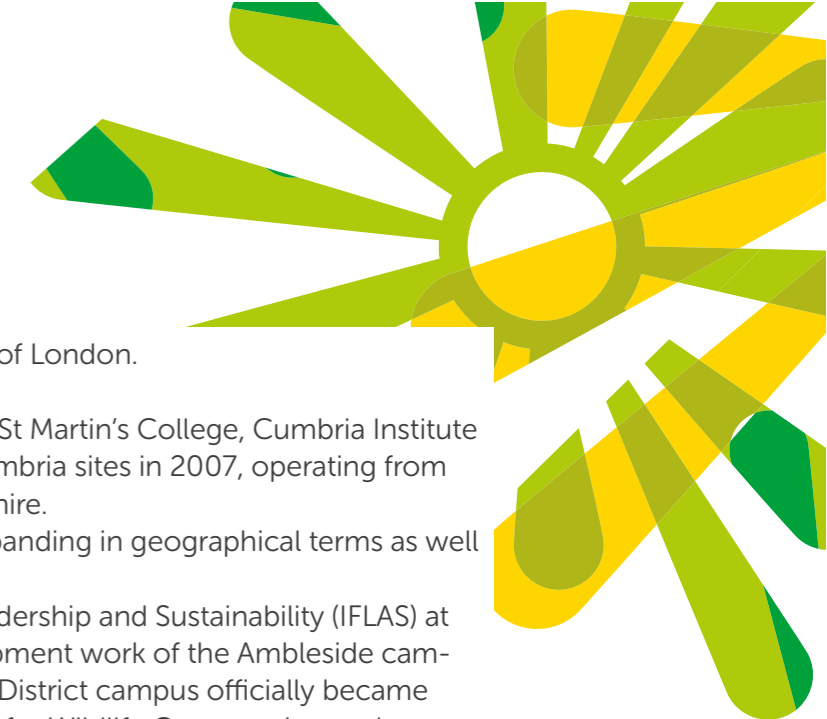 of London.
St Martin's College, Cumbria Institute
mbria sites in 2007, operating from
hire.
panding in geographical terms as well
dership and Sustainability (IFLAS) at
pment work of the Ambleside cam-
District campus officially became